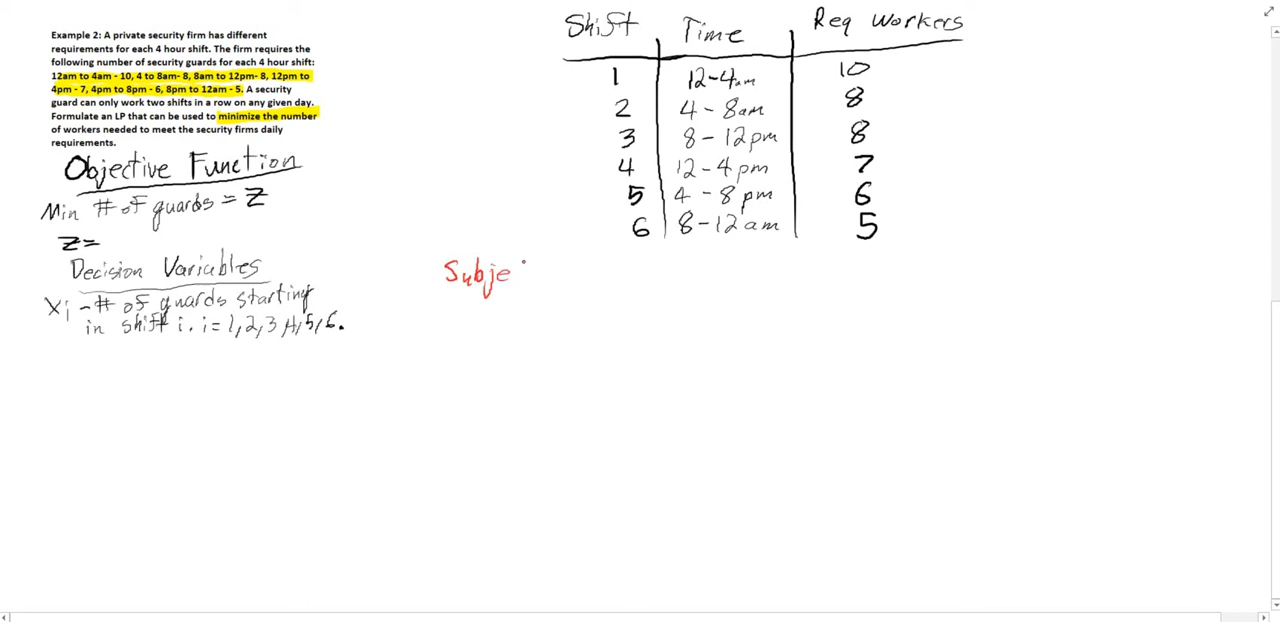 Example 2: A private security firm has different
requirements for each 4 hour shift. The firm requires the
following number of security guards for each 4 hour shift:
12am to 4am - 10, 4 to 8am- 8, 8am to 12pm- 8, 12pm to
4pm - 7, 4pm to 8pm - 6, 8pm to 12am - 5. A security
guard can only work two shifts in a row on any given day.
Formulate an LP that can be used to minimize the number
of workers needed to meet the security firms daily
requirements.
Objective Function
Min # of guards = Z
Z=
Decision Variables
Xi - # of guards starting
in shift i. i=1,2,3,4,5,6.
Shift Time Req Workers
1 12-4am 10
2 4-8am 8
3 8-12pm 8
4 12-4pm 7
5 4-8pm 6
6 8-12am 5
Subje